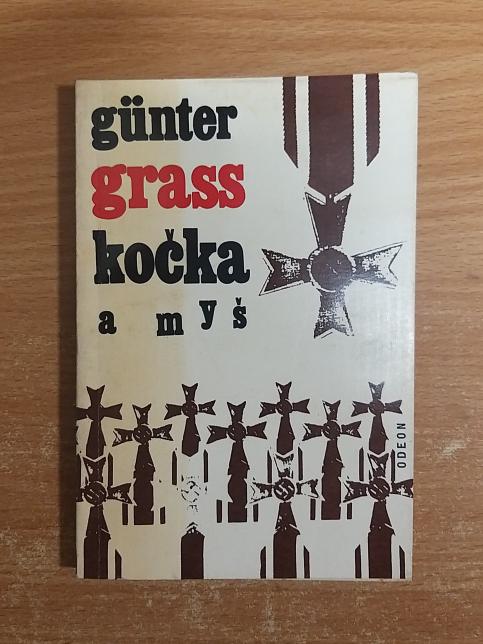 günter
grass
kočka
a myš
ODEON